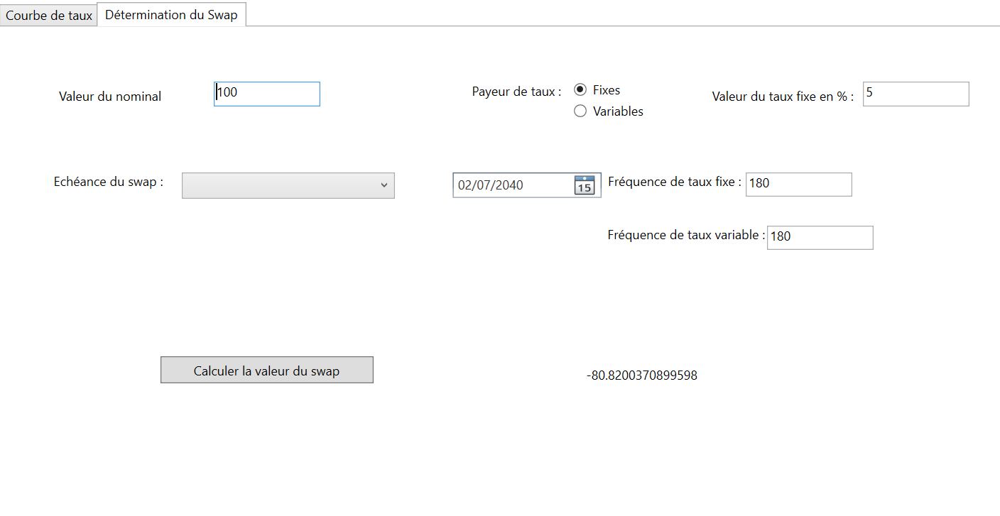 Courbe de taux
Détermination du Swap
Valeur du nominal
100
Payeur de taux :
Fixes
Variables
Valeur du taux fixe en % :
5
Echéance du swap :
02/07/2040
15
Fréquence de taux fixe :
180
Fréquence de taux variable :
180
Calculer la valeur du swap
-80.8200370899598